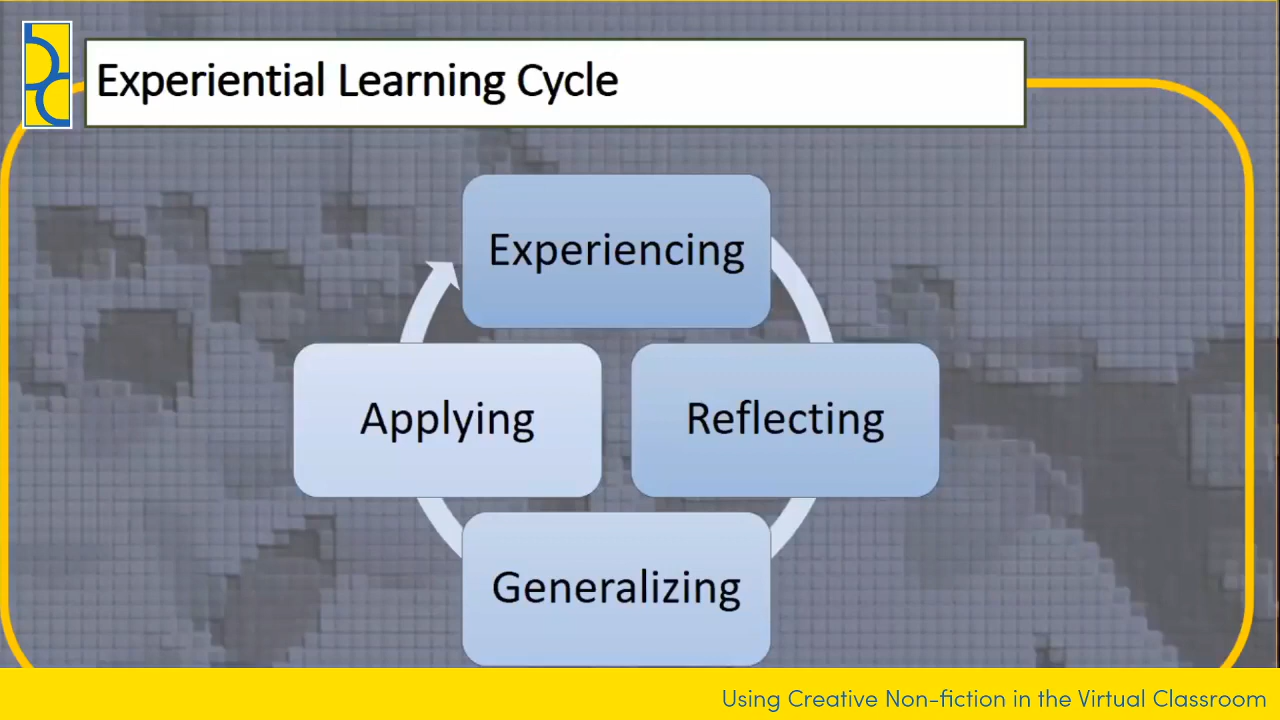 Experiential Learning Cycle
Experiencing
Applying
Reflecting
Generalizing
Using Creative Non-fiction in the Virtual Classroom